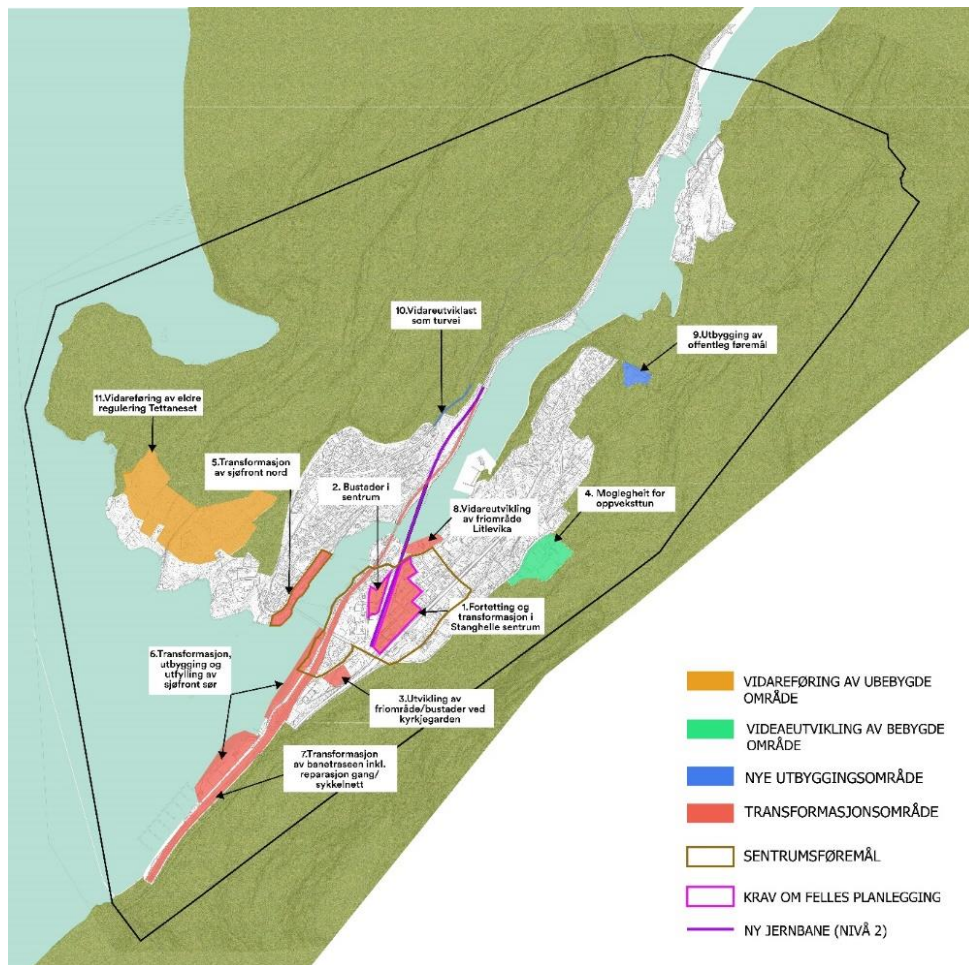 10.Vidareutviklast
som turvei
9.Utbygging av
offentleg føremål
11.Vidareføring av eldre
regulering Tettaneset
5.Transformasjon
av sjøfront nord
2. Bustader i
sentrum
8.Vidareutvikling
av friområde
Litlevika
4. Moglegheit for
oppveksttun
1.Fortetting og
transformasjon i
Stanghelle sentrum
6.Transformasjon,
utbygging og
utfylling av
sjøfront sør
3.Utvikling av
friområde/bustader ved
kyrkjegarden
7.Transformasjon
av banetraseen inkl.
reparasjon gang/
sykkelnett
VIDAREFØRING AV UBEBYGDE
OMRÅDE
VIDEAEUTVIKLING AV BEBYGDE
OMRÅDE
NYE UTBYGGINGSOMRÅDE
TRANSFORMASJONSOMRÅDE
SENTRUMSFØREMÅL
KRAV OM FELLES PLANLEGGING
NY JERNBANE (NIVÅ 2)